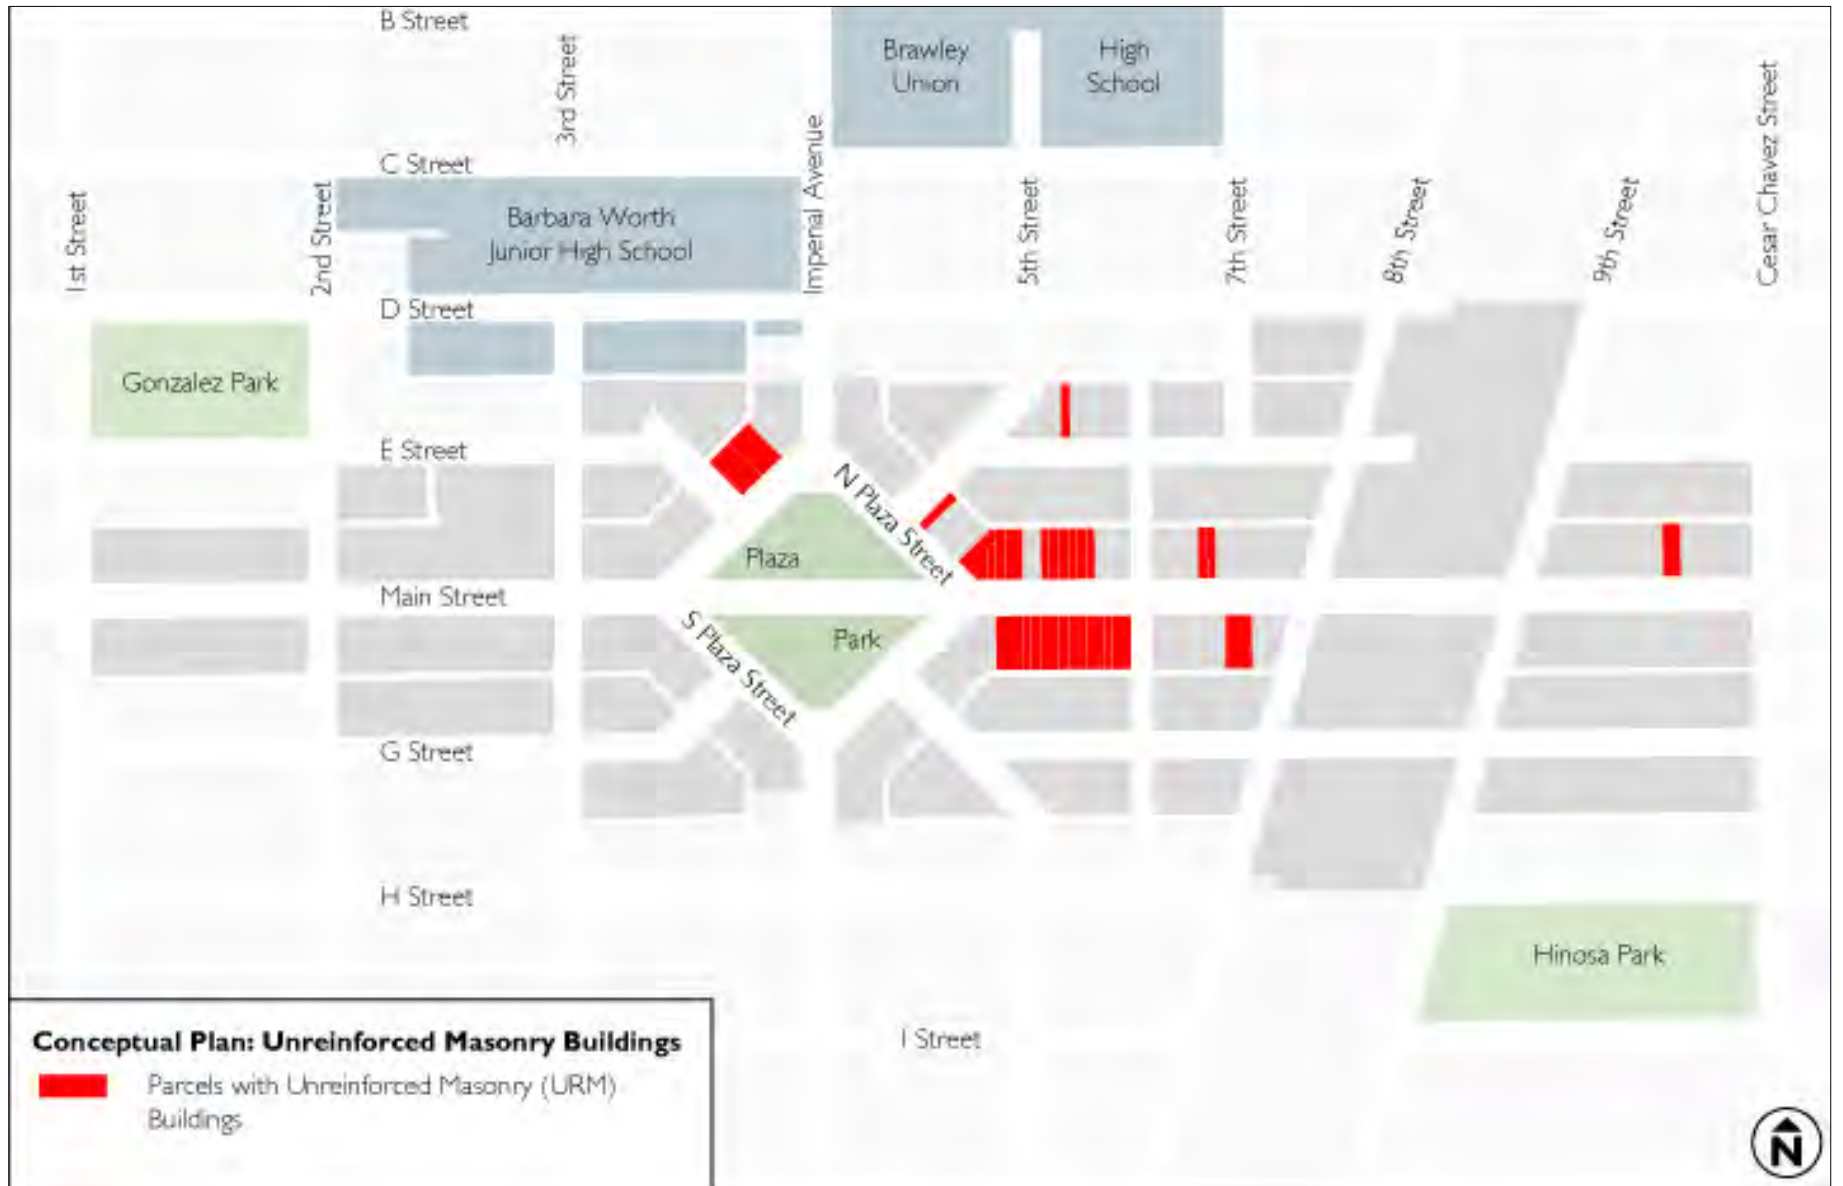 B Street
Brawley
Union
High
School
3rd Street
Imperial Avenue
Cesar Chavez Street
C Street
1st Street
2nd Street
Barbara Worth
Junior High School
5th Street
7th Street
8th Street
9th Street
D Street
Gonzalez Park
E Street
N Plaza Street
Plaza
Main Street
S Plaza Street
Park
G Street
H Street
Hinosa Park
I Street
Conceptual Plan: Unreinforced Masonry Buildings
Parcels with Unreinforced Masonry (URM)
Buildings
N